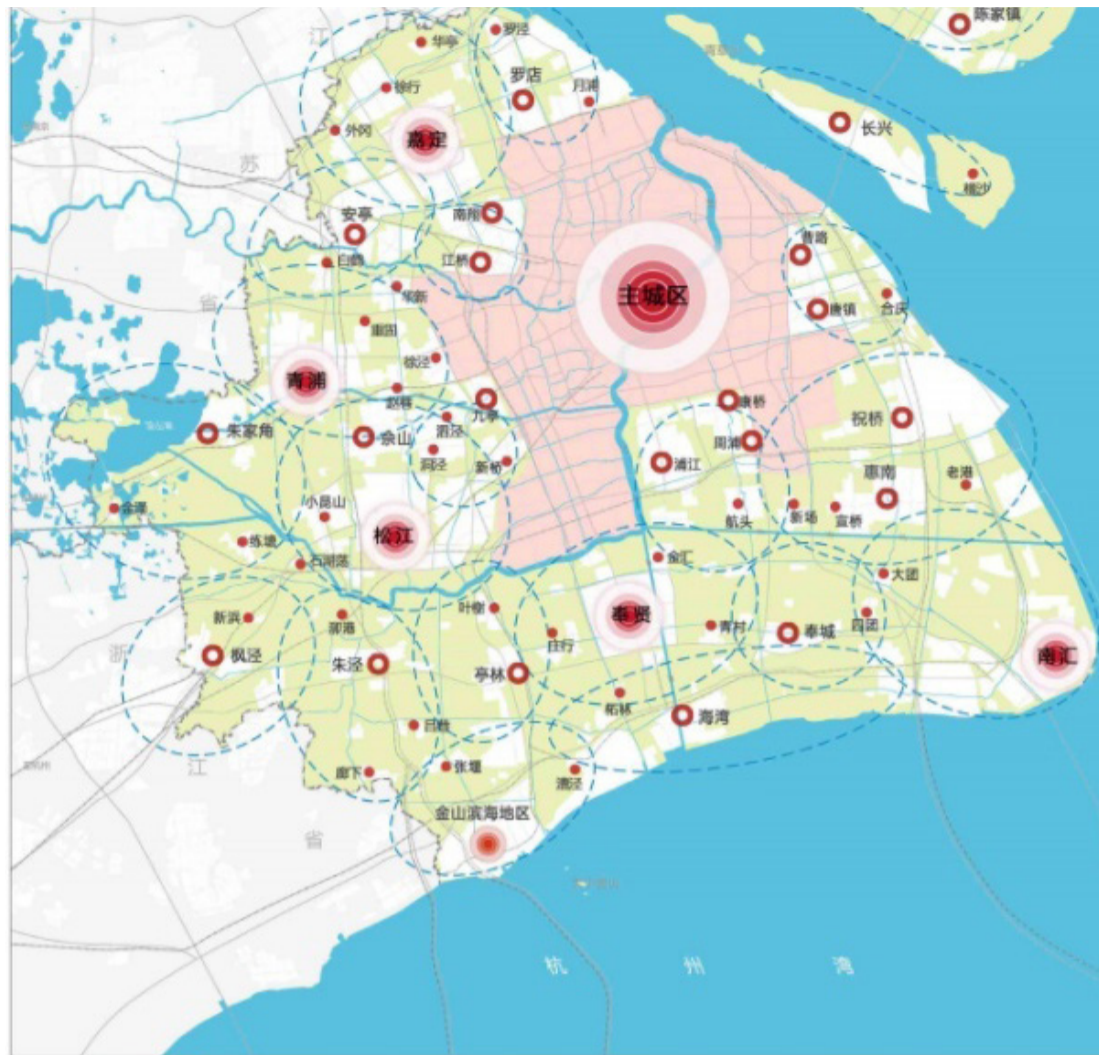 陈家镇
江
华亭
罗泾
罗店
徐行
月浦
外冈
嘉定
长兴
苏
横沙
安亭
南翔
曹路
白鹤
江桥
省
华新
主城区
唐镇
合庆
重固
徐泾
青浦
赵巷
九亭
康桥
祝桥
朱家角
佘山
泗泾
周浦
洞泾
新桥
浦江
惠南
老港
金泽
小昆山
航头
新场
宣桥
松江
练塘
石湖荡
金汇
大团
新浜
泖港
叶榭
庄行
奉贤
青村
奉城
四团
浙
枫泾
朱泾
亭林
南汇
柘林
海湾
吕巷
江
廊下
张堰
漕泾
金山滨海地区
省
杭 州 湾